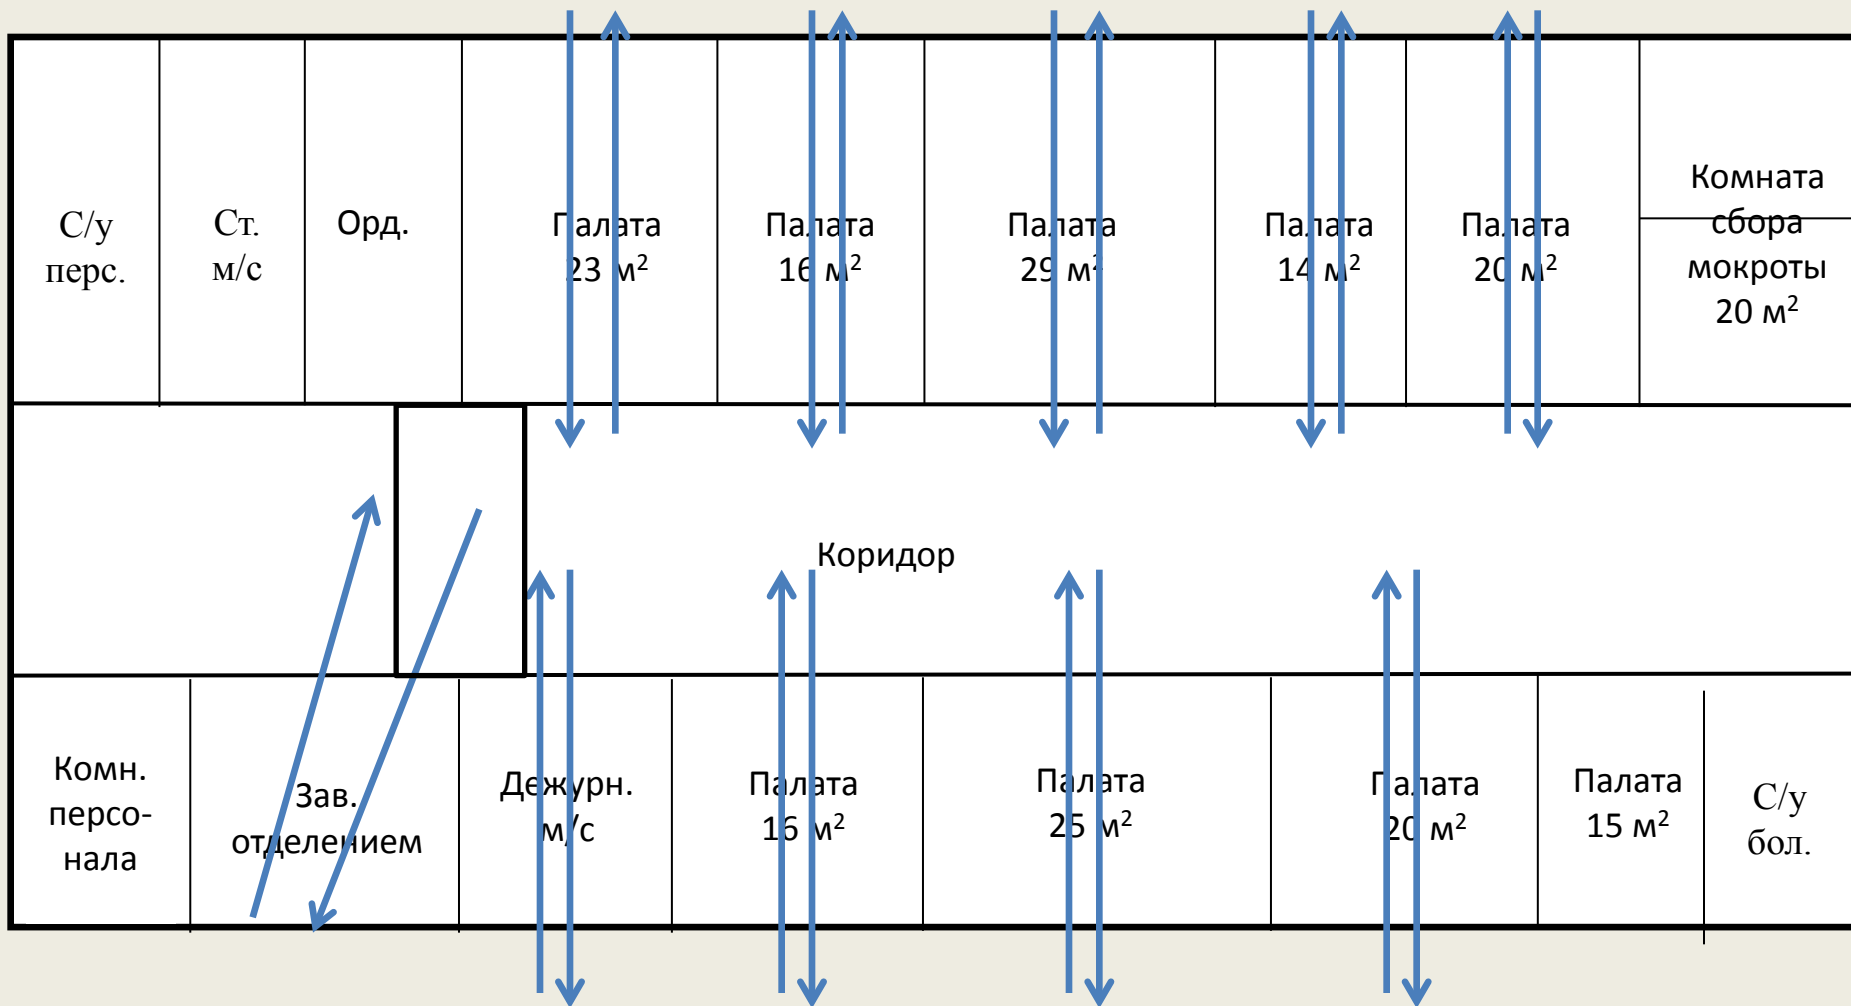 С/у
перс.
Ст.
м/с
Орд.
Палата
23 м²
Палата
16 м²
Палата
29 м²
Палата
14 м²
Палата
20 м²
Комната
сбора
мокроты
20 м²
Коридор
Комн.
персо-
нала
Зав.
отделением
Дежурн.
м/с
Палата
16 м²
Палата
25 м²
Палата
20 м²
Палата
15 м²
С/у
бол.